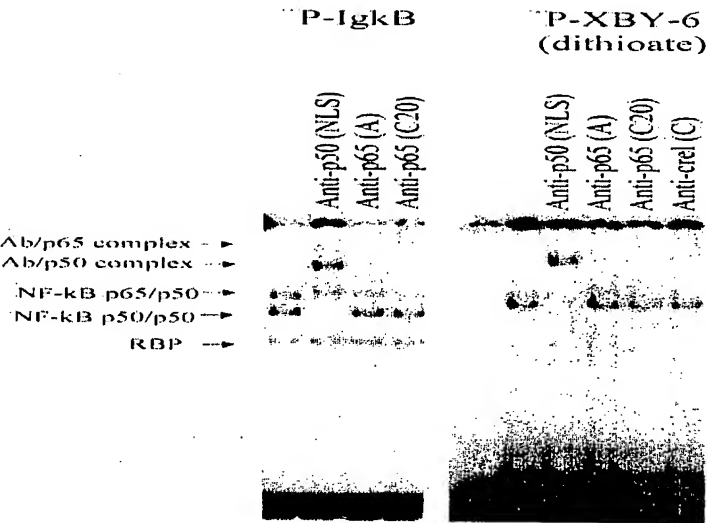 P-IgkB
P-XBY-6
(dithioate)
Anti-p50 (NLS)
Anti-p65 (A)
Anti-p65 (C20)
Anti-p50 (NLS)
Anti-p65 (A)
Anti-p65 (C20)
Anti-crel (C)
Ab/p65 complex
Ab/p50 complex
NF-kB p65/p50
NF-kB p50/p50
RBP